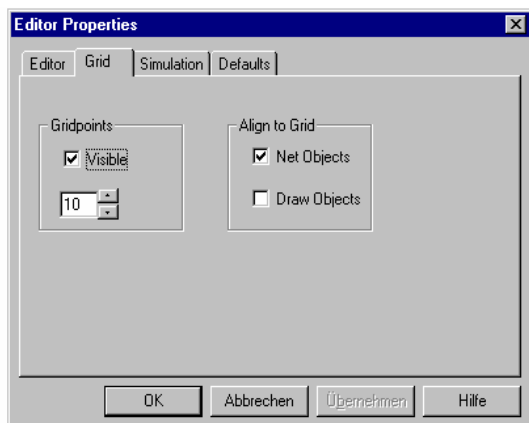 Editor Properties
Editor Grid Simulation Defaults
Gridpoints
Visible
10
Align to Grid
Net Objects
Draw Objects
OK Abbrechen Übernehmen Hilfe